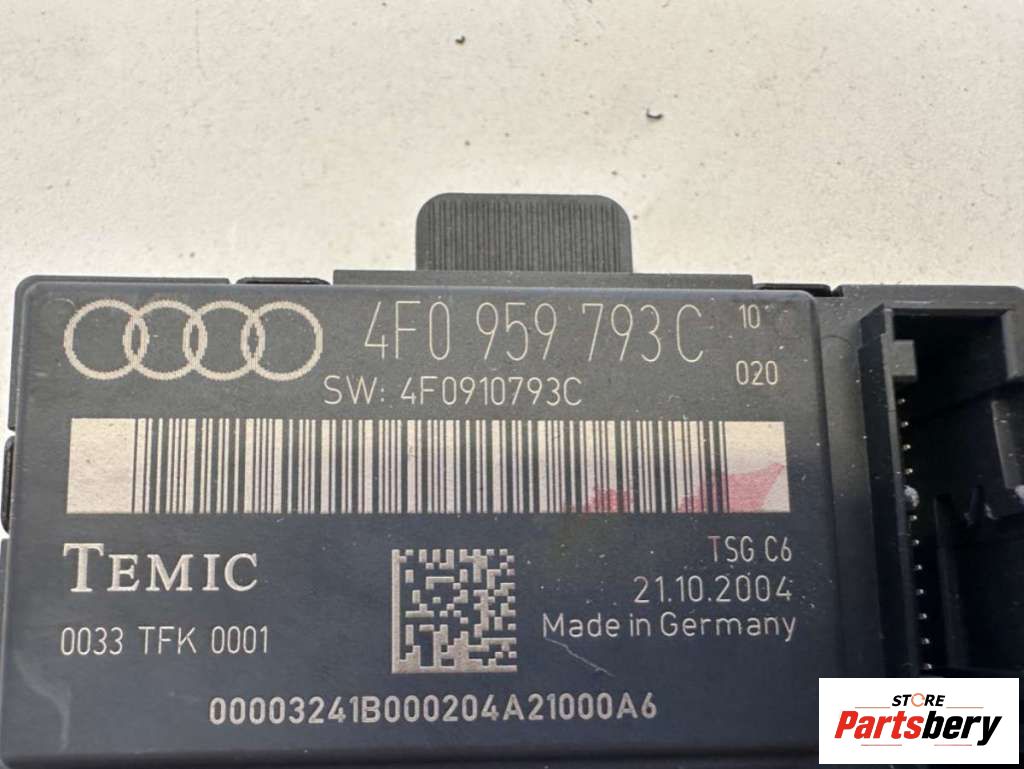 4F0 959 793 C 10
020
SW: 4F0910793C
TEMIC
0033 TFK 0001
TSG C6
21.10.2004
Made in Germany
00003241B000204A21000A6
STORE
Partsbery